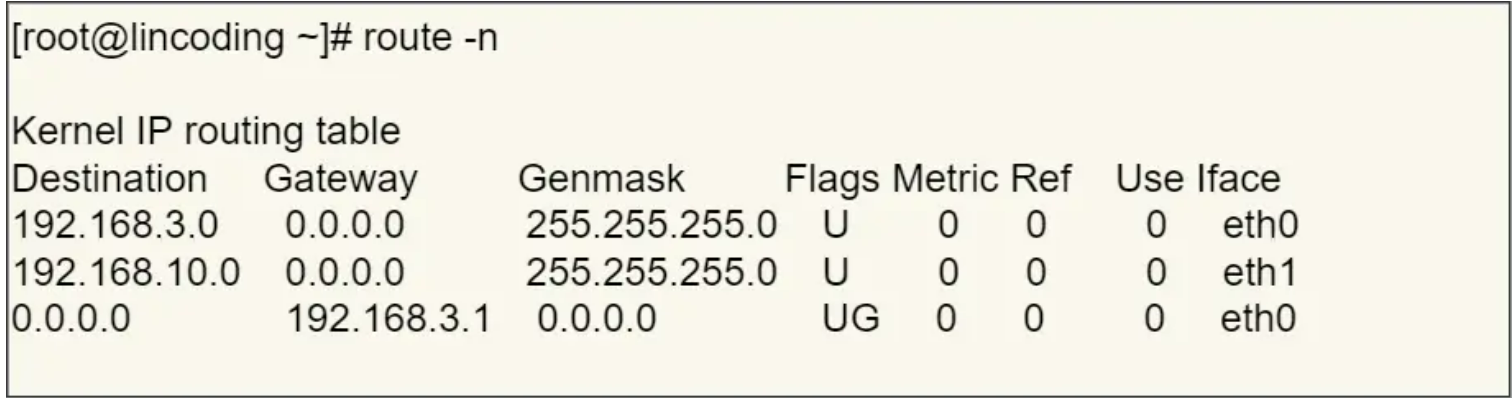 [root@lincoding ~]# route -n
Kernel IP routing table
Destination Gateway Genmask Flags Metric Ref Use Iface
192.168.3.0 0.0.0.0 255.255.255.0 U 0 0 0 eth0
192.168.10.0 0.0.0.0 255.255.255.0 U 0 0 0 eth1
0.0.0.0 192.168.3.1 0.0.0.0 UG 0 0 0 eth0